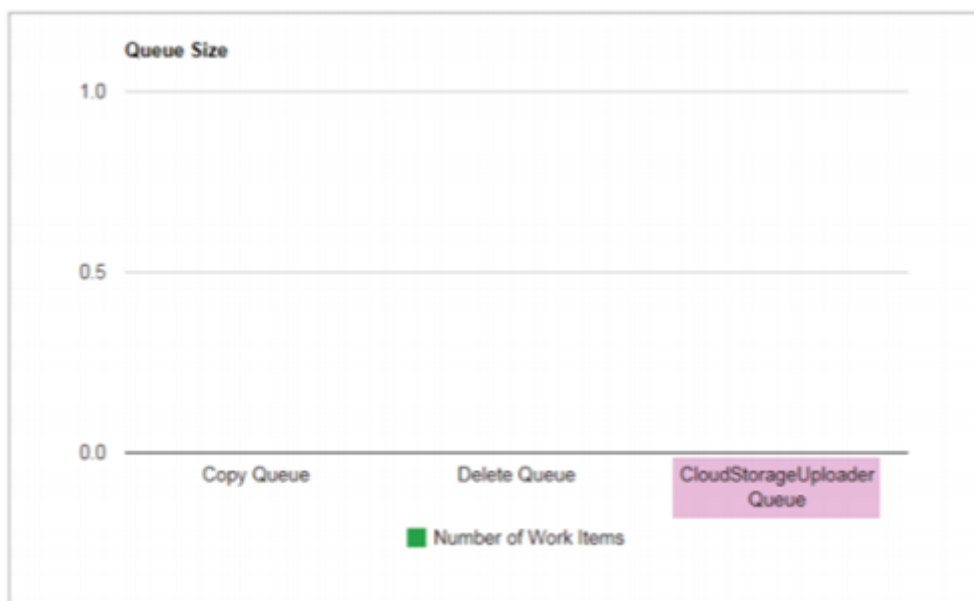 Queue Size
1.0
0.5
0.0
Copy Queue
Delete Queue
CloudStorageUploader
Queue
Number of Work Items